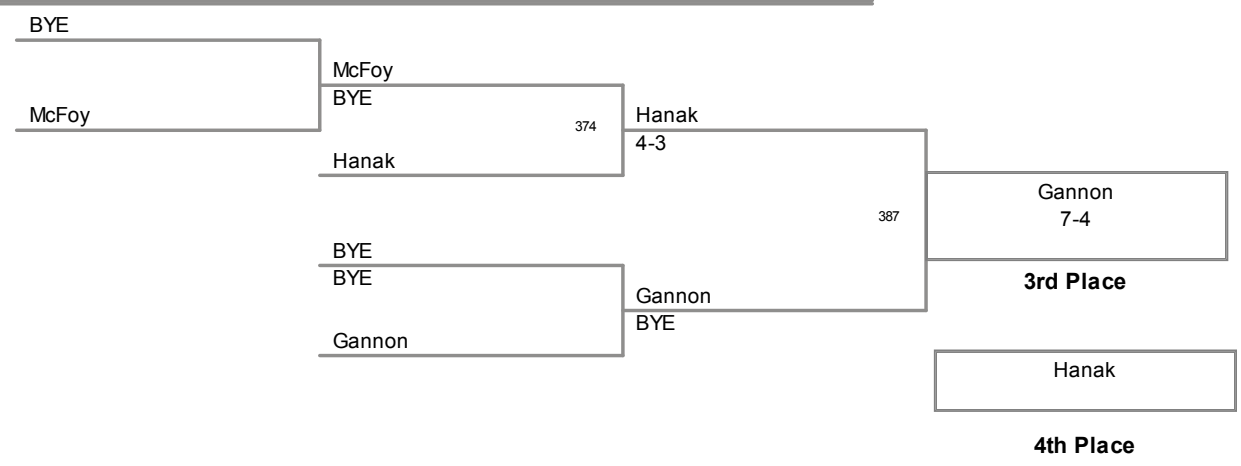 BYE
McFoy
McFoy
BYE
374
Hanak
Hanak
4-3
BYE
BYE
Gannon
Gannon
BYE
387
Gannon
7-4
3rd Place
Hanak
4th Place